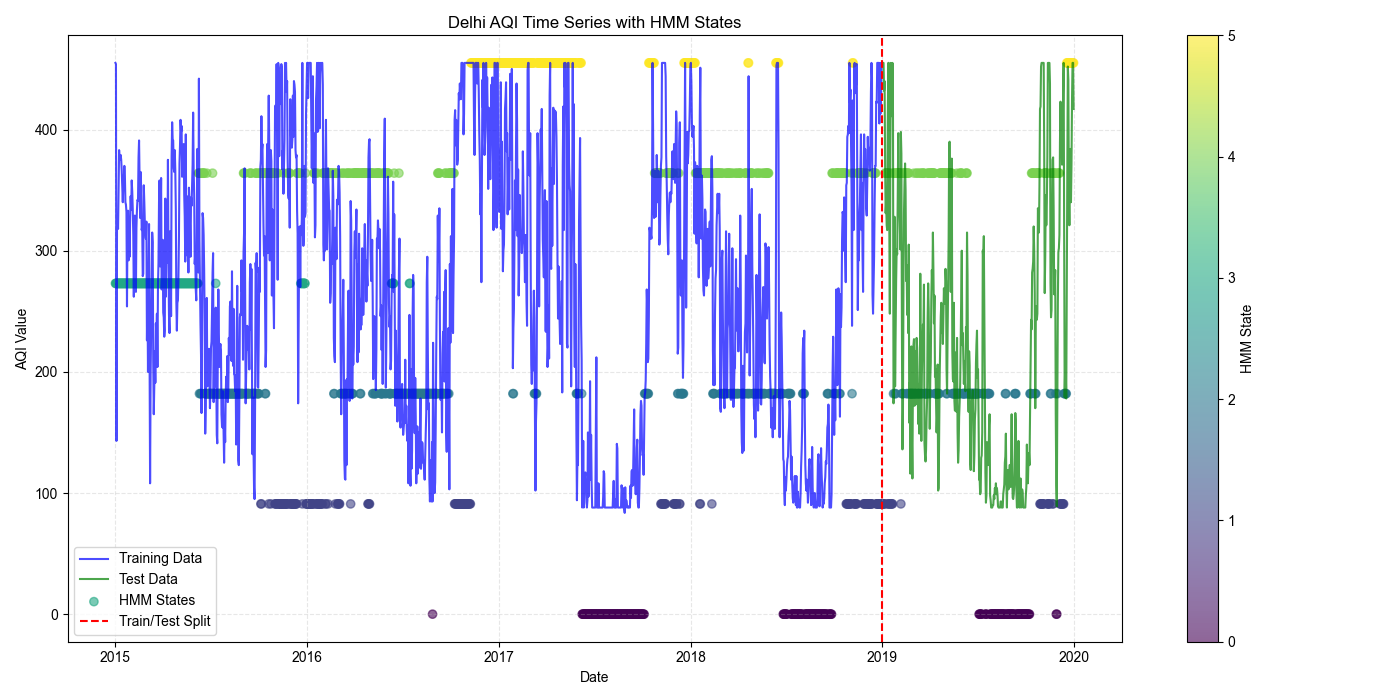 Delhi AQI Time Series with HMM States
AQI Value
400
300
200
100
0
Training Data
Test Data
HMM States
Train/Test Split
2015
2016
2017
2018
2019
2020
Date
5
4
3
2
1
0
HMM State